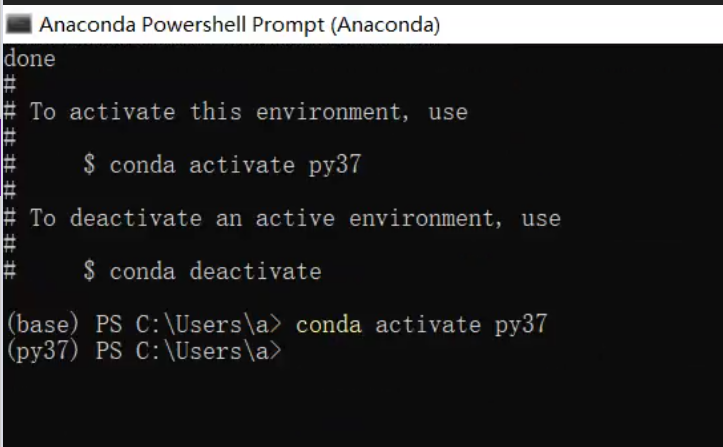 Anaconda Powershell Prompt (Anaconda)
done
#
# To activate this environment, use
#
#     $ conda activate py37
#
# To deactivate an active environment, use
#
#     $ conda deactivate
(base) PS C:\Users\a> conda activate py37
(py37) PS C:\Users\a>